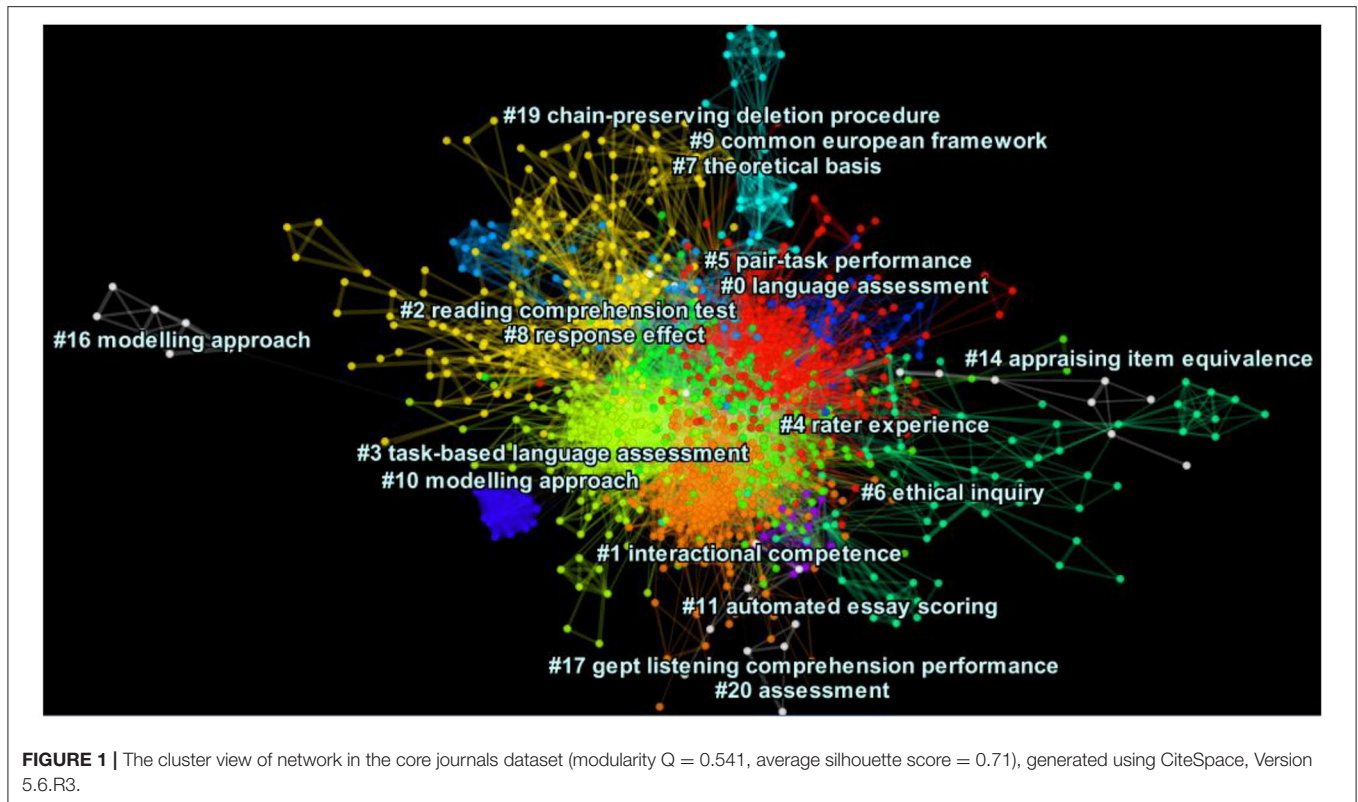 #19 chain-preserving deletion procedure
#9 common european framework
#7 theoretical basis
#5 pair-task performance
#0 language assessment
#2 reading comprehension test
#8 response effect
#16 modelling approach
#14 appraising item equivalence
#4 rater experience
#3 task-based language assessment
#10 modelling approach
#6 ethical inquiry
#1 interactional competence
#11 automated essay scoring
#17 gept listening comprehension performance
#20 assessment
FIGURE 1 | The cluster view of network in the core journals dataset (modularity Q = 0.541, average silhouette score = 0.71), generated using CiteSpace, Version
5.6.R3.